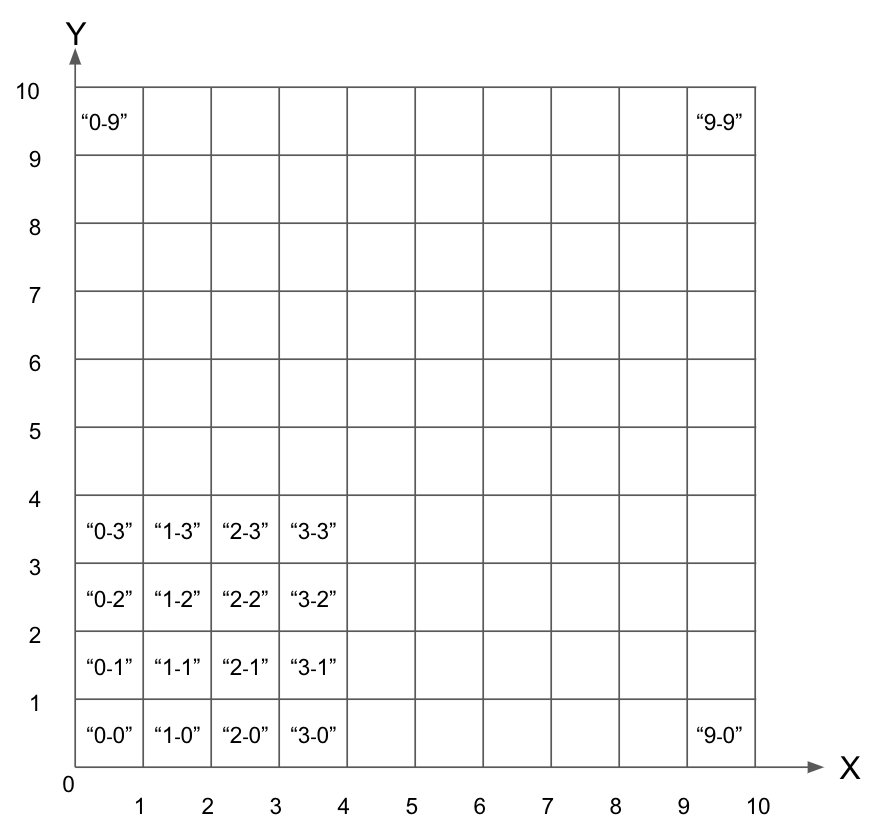 Y
10
“0-9” “9-9”
9
8
7
6
5
4
“0-3” “1-3” “2-3” “3-3”
3
“0-2” “1-2” “2-2” “3-2”
2
“0-1” “1-1” “2-1” “3-1”
1
“0-0” “1-0” “2-0” “3-0” “9-0”
X
0
1 2 3 4 5 6 7 8 9 10